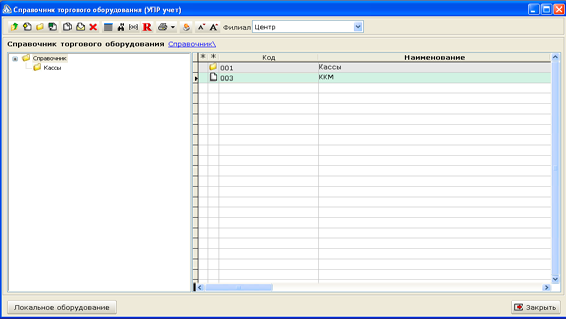 Справочник торгового оборудования (УПР учет)
R А А Филиал Центр
Справочник торгового оборудования Справочник\
Справочник
Кассы
* * Код Наименование
001 Кассы
003 ККМ
Локальное оборудование Закрыть